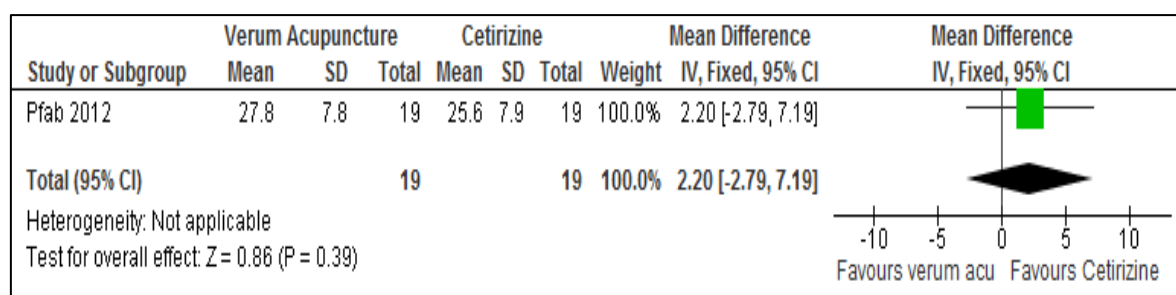 Verum Acupuncture Cetirizine Mean Difference Mean Difference
Study or Subgroup Mean SD Total Mean SD Total Weight IV, Fixed, 95% CI IV, Fixed, 95% CI
Pfab 2012 27.8 7.8 19 25.6 7.9 19 100.0% 2.20 [-2.79, 7.19]
Total (95% CI) 19 19 100.0% 2.20 [-2.79, 7.19]
Heterogeneity: Not applicable
Test for overall effect: Z = 0.86 (P = 0.39)
-10 -5 0 5 10
Favours verum acu Favours Cetirizine